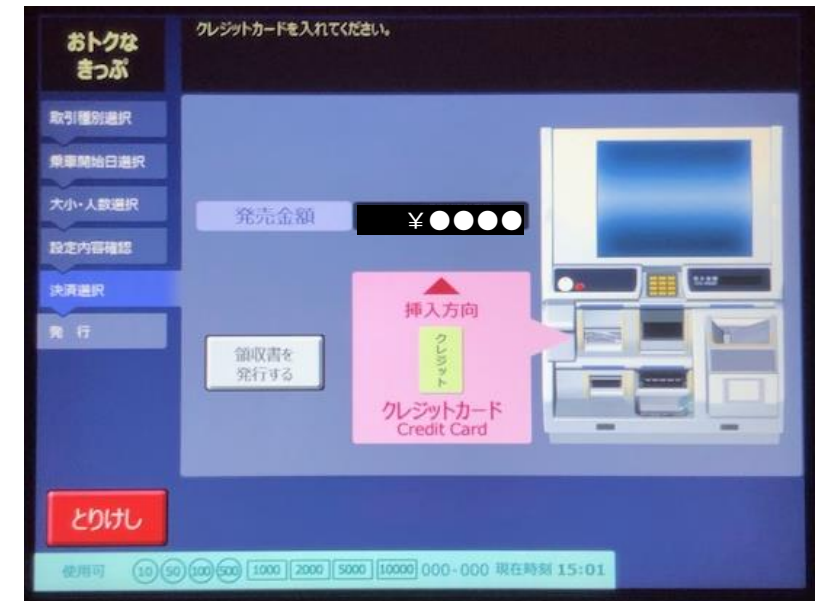 おトクな
きっぷ
クレジットカードを入れてください。
取引種別選択
乗車開始日選択
大小・人数選択
設定内容確認
決済選択
発 行
発売金額
¥●●●●
領収書を
発行する
挿入方向
クレジット
クレジットカード
Credit Card
とりけし
使用可 10 50 100 500 1000 2000 5000 10000 000-000 現在時刻 15:01